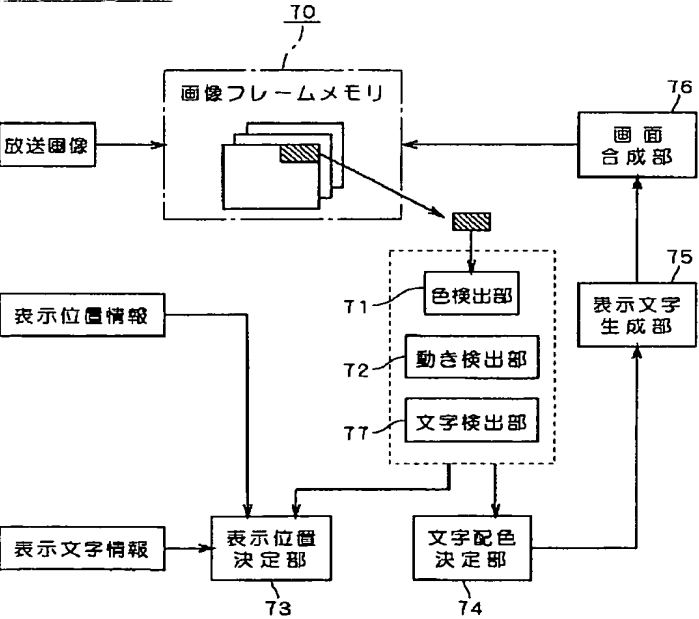 70
画像フレームメモリ
放送画像
76
画面
合成部
75
表示文字
生成部
71
色検出部
表示位置情報
72
動き検出部
77
文字検出部
表示文字情報
表示位置
決定部
73
文字配色
決定部
74